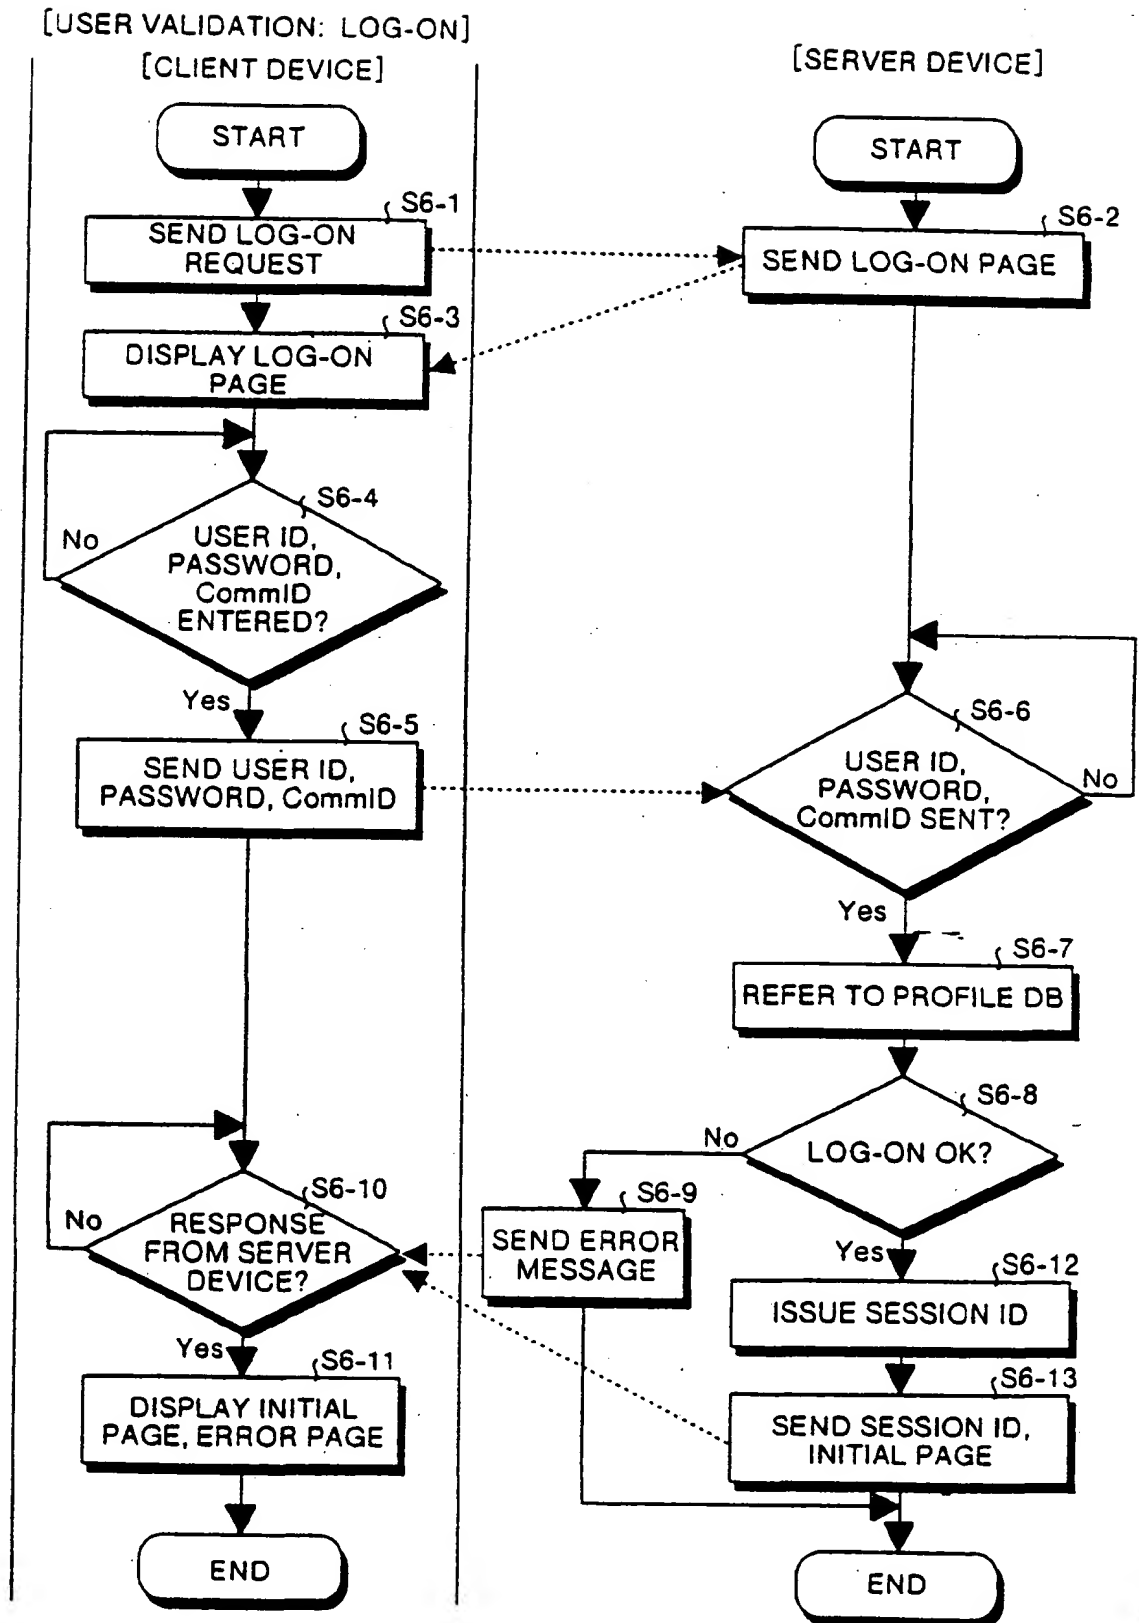 [USER VALIDATION: LOG-ON]
[CLIENT DEVICE]
START
S6-1
SEND LOG-ON
REQUEST
S6-3
DISPLAY LOG-ON
PAGE
S6-4
No
USER ID,
PASSWORD,
CommID
ENTERED?
Yes
S6-5
SEND USER ID,
PASSWORD, CommID
S6-10
No
RESPONSE
FROM SERVER
DEVICE?
Yes
S6-11
DISPLAY INITIAL
PAGE, ERROR PAGE
END
[SERVER DEVICE]
START
S6-2
SEND LOG-ON PAGE
S6-6
USER ID,
PASSWORD,
CommID SENT?
No
Yes
S6-7
REFER TO PROFILE DB
S6-8
No
LOG-ON OK?
S6-9
SEND ERROR
MESSAGE
Yes
S6-12
ISSUE SESSION ID
S6-13
SEND SESSION ID,
INITIAL PAGE
END